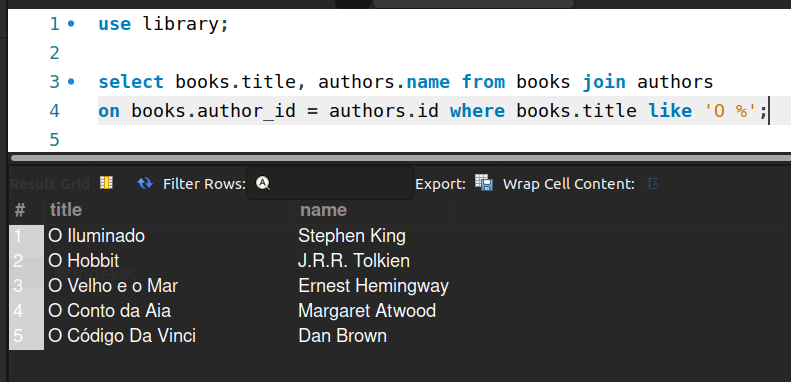 1 use library;
2
3 select books.title, authors.name from books join authors
4 on books.author_id = authors.id where books.title like 'O %';
5
Result Grid Filter Rows: Export: Wrap Cell Content: IA
# title name
1 O Iluminado Stephen King
2 O Hobbit J.R.R. Tolkien
3 O Velho e o Mar Ernest Hemingway
4 O Conto da Aia Margaret Atwood
5 O Código Da Vinci Dan Brown